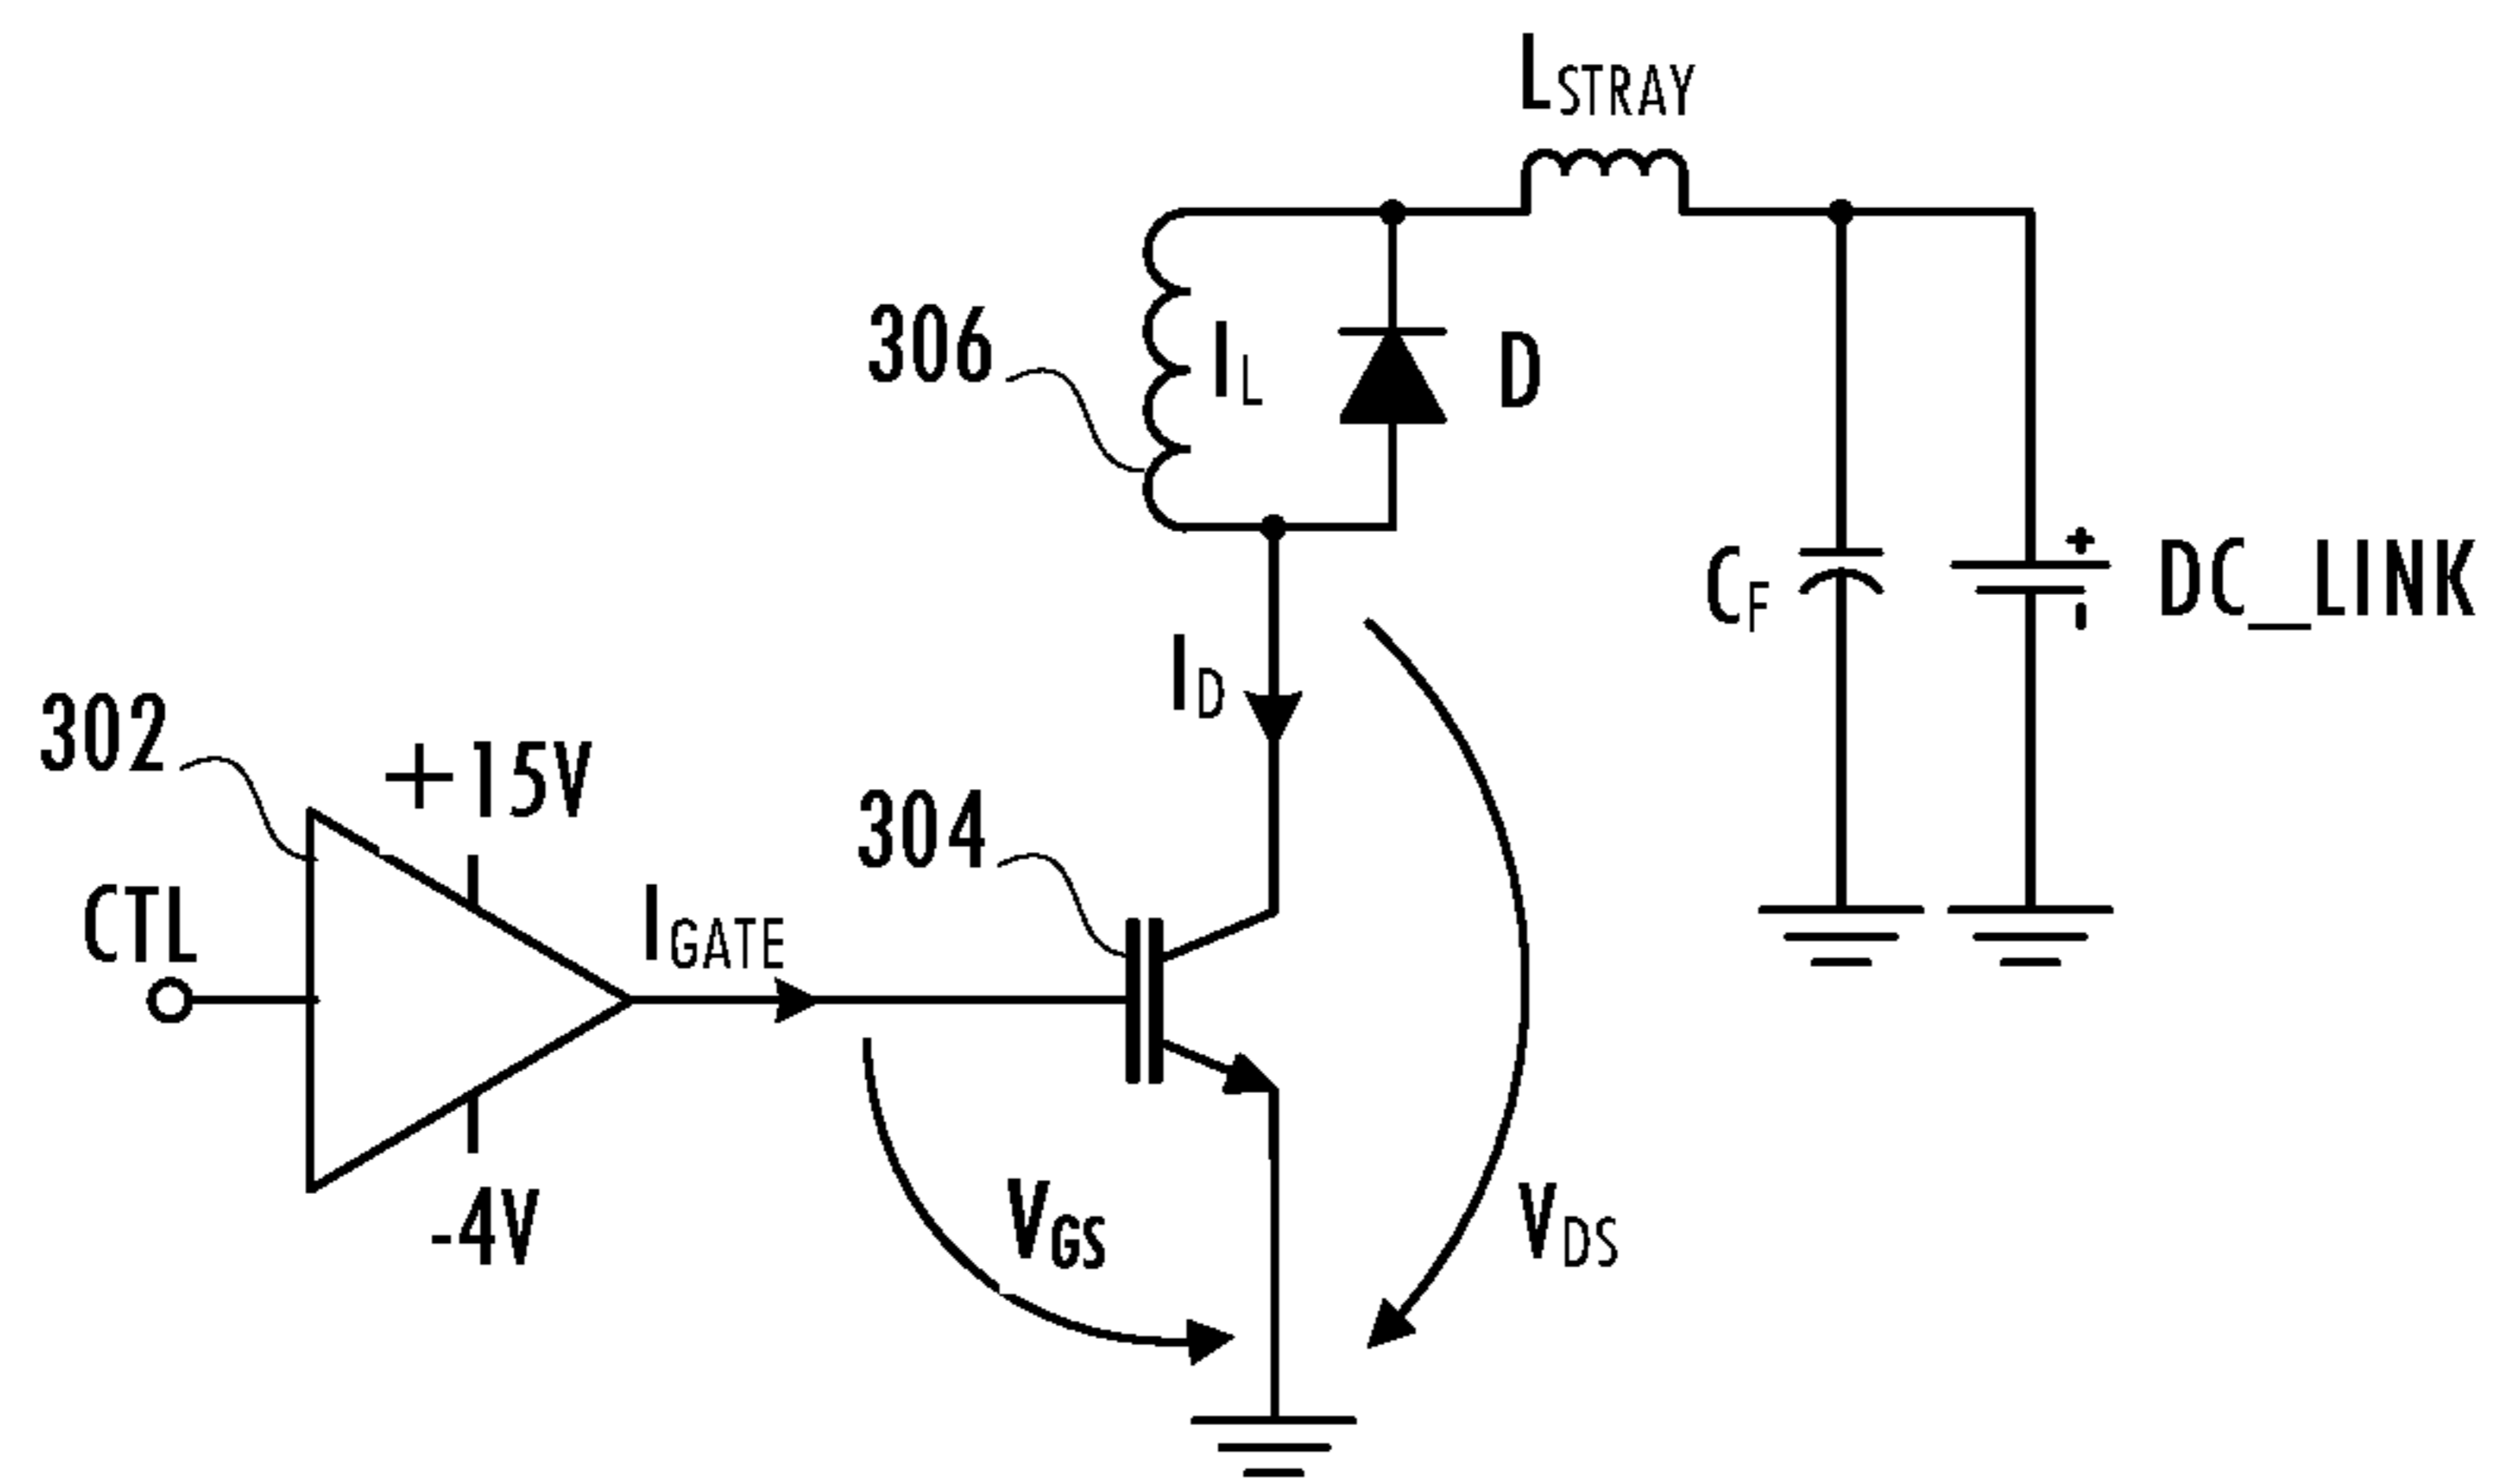 LSTRAY
306
IL
D
CF
+
-
DC_LINK
ID
302
+15V
304
CTL
IGATE
-4V
VGS
VDS